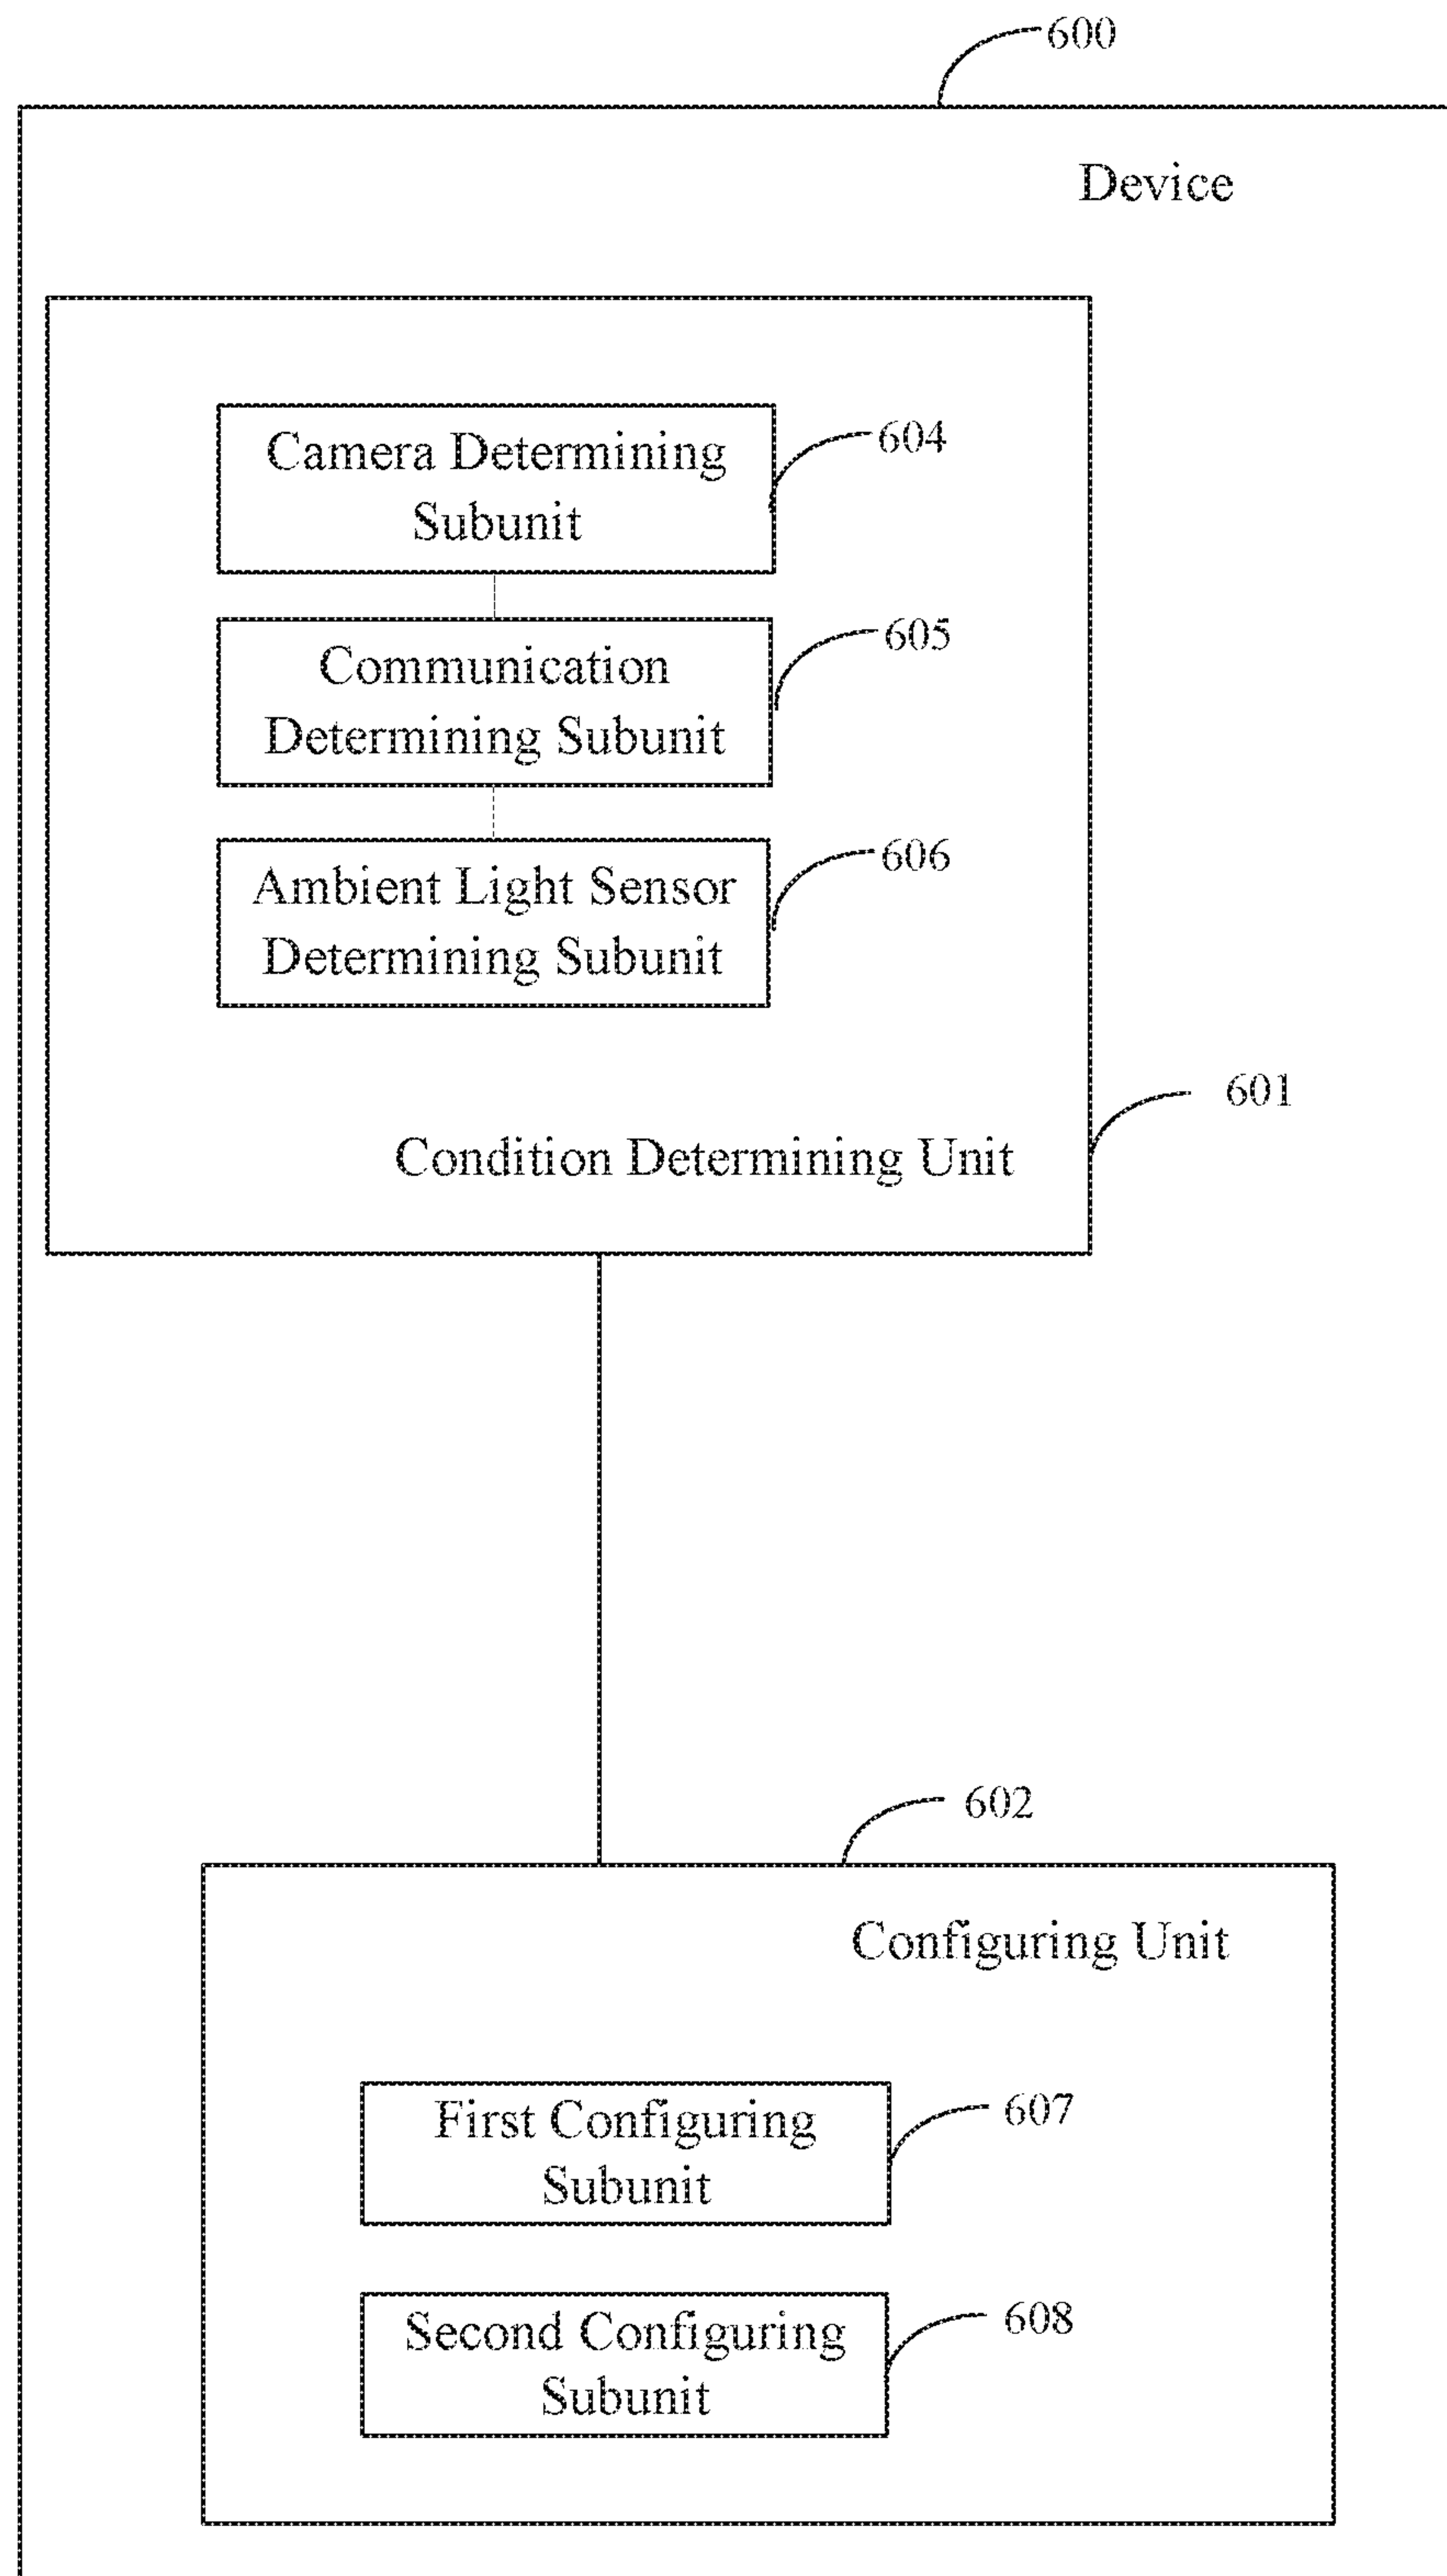 600
Device
Camera Determining
Subunit
604
Communication
Determining Subunit
605
Ambient Light Sensor
Determining Subunit
606
601
Condition Determining Unit
602
Configuring Unit
First Configuring
Subunit
607
Second Configuring
Subunit
608